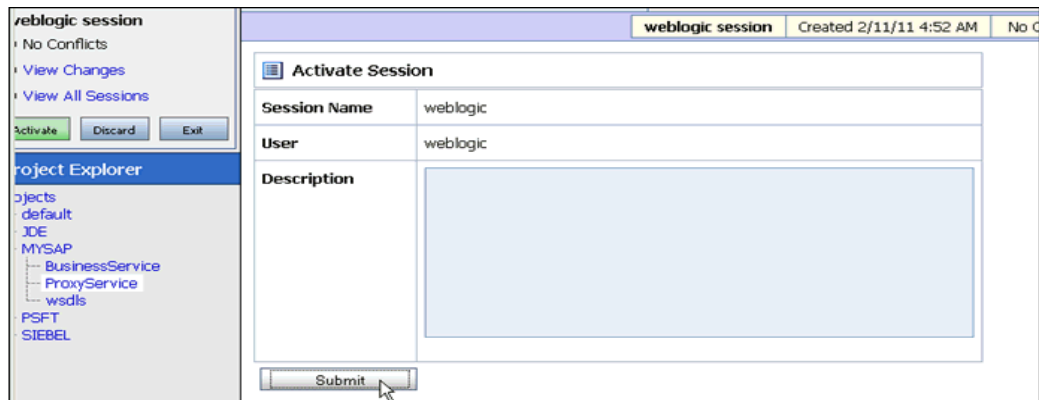 weblogic session
No Conflicts
View Changes
View All Sessions
Activate Discard Exit
roject Explorer
ojects
default
JDE
MYSAP
BusinessService
ProxyService
wsdls
PSFT
SIEBEL
weblogic session Created 2/11/11 4:52 AM No C
Activate Session
Session Name weblogic
User weblogic
Description
Submit